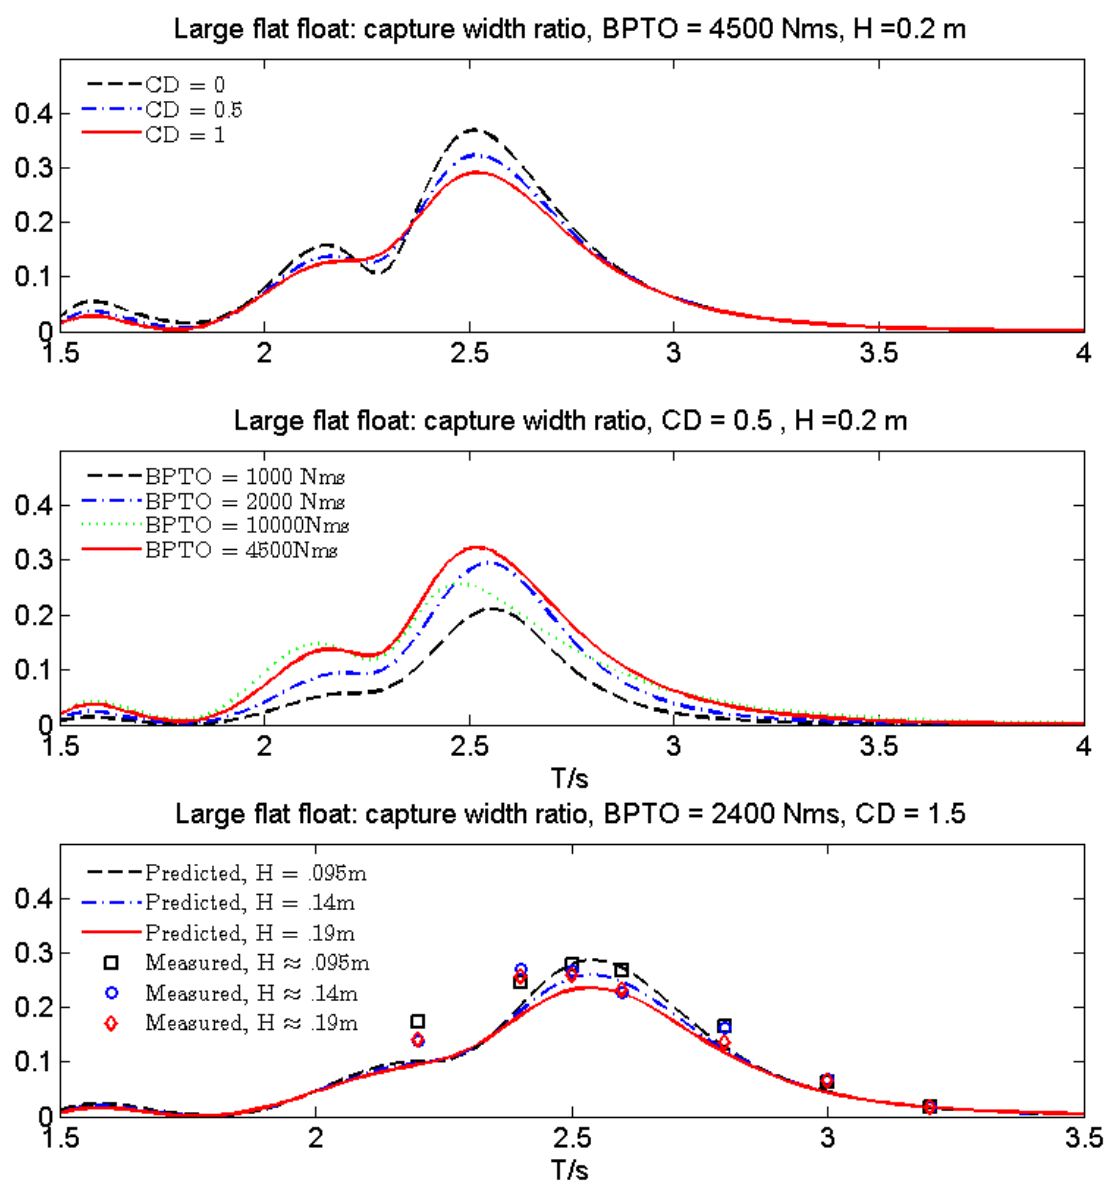 Large flat float: capture width ratio, BPTO = 4500 Nms, H =0.2 m
CD = 0
CD = 0.5
CD = 1
0.4
0.3
0.2
0.1
0
1.5 2 2.5 3 3.5 4
Large flat float: capture width ratio, CD = 0.5 , H =0.2 m
BPTO = 1000 Nms
BPTO = 2000 Nms
BPTO = 10000Nms
BPTO = 4500Nms
0.4
0.3
0.2
0.1
0
1.5 2 2.5 3 3.5 4
T/s
Large flat float: capture width ratio, BPTO = 2400 Nms, CD = 1.5
Predicted, H = .095m
Predicted, H = .14m
Predicted, H = .19m
Measured, H ≈ .095m
Measured, H ≈ .14m
Measured, H ≈ .19m
0.4
0.3
0.2
0.1
0
1.5 2 2.5 3 3.5
T/s